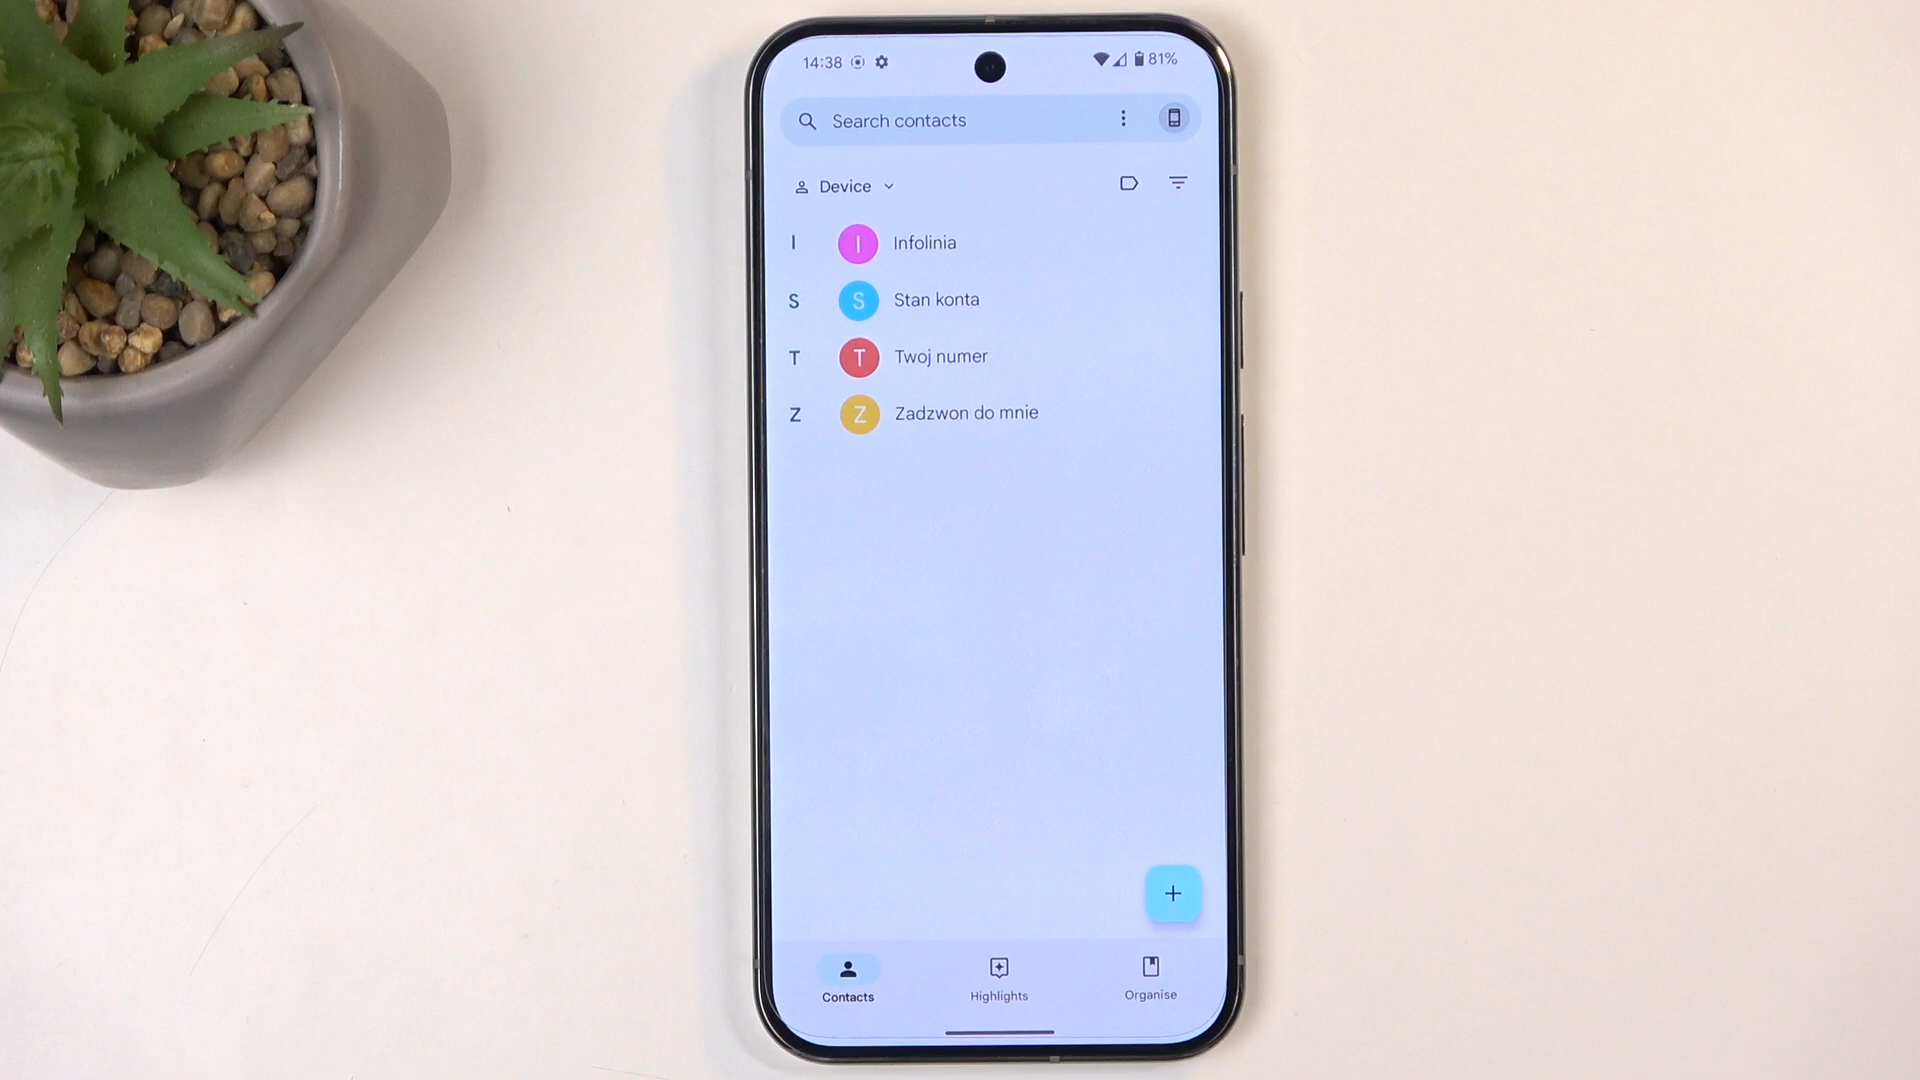 14:38 81%
Search contacts
Device
I I Infolinia
S S Stan konta
T T Twoj numer
Z Z Zadzwon do mnie
Contacts Highlights Organise